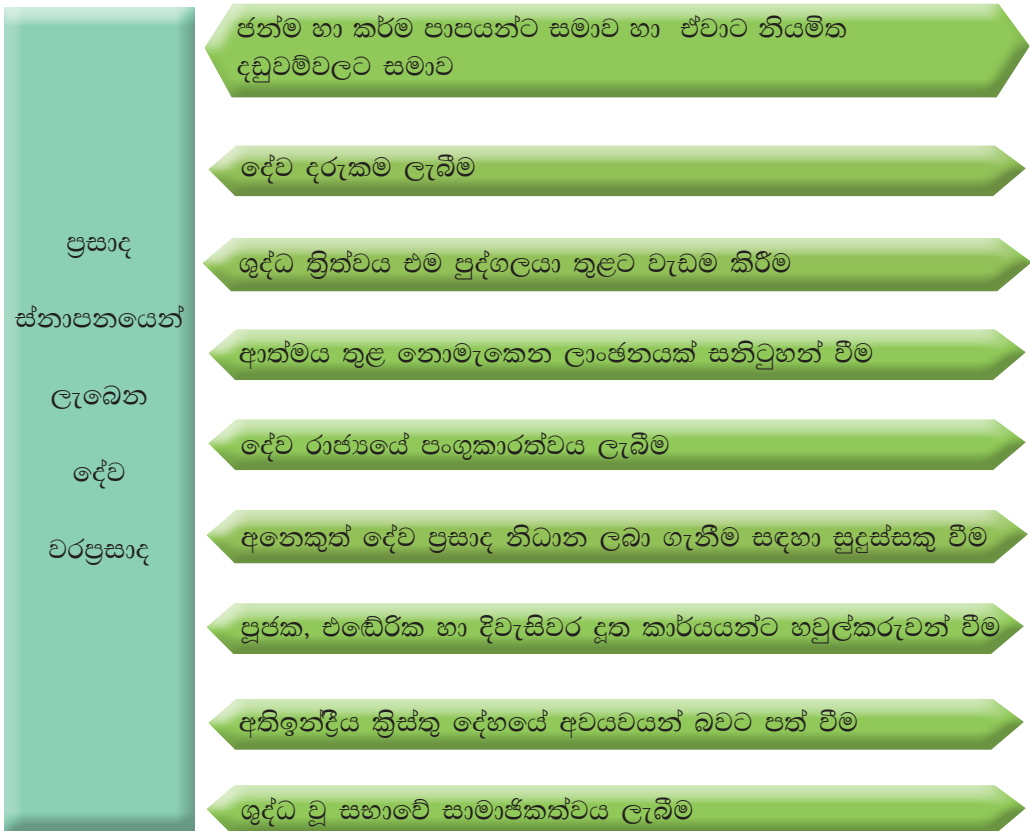 ප්‍රසාද
ස්නාපනයෙන්
ලැබෙන
දේව
වරප්‍රසාද
ජන්ම හා කර්ම පාපයන්ට සමාව හා ඒවාට නියමිත
දඬුවම්වලට සමාව
දේව දරුකම ලැබීම
ශුද්ධ ත්‍රිත්වය එම පුද්ගලයා තුළට වැඩම කිරීම
ආත්මය තුළ නොමැකෙන ලාංඡනයක් සනිටුහන් වීම
දේව රාජ්‍යයේ පංගුකාරත්වය ලැබීම
අනෙකුත් දේව ප්‍රසාද නිධාන ලබා ගැනීම සඳහා සුදුස්සකු වීම
පූජක, එඬේරික හා දිවැසිවර දූත කාර්යයන්ට හවුල්කරුවන් වීම
අතිඉන්ද්‍රීය ක්‍රිස්තු දේහයේ අවයවයන් බවට පත් වීම
ශුද්ධ වූ සභාවේ සාමාජිකත්වය ලැබීම